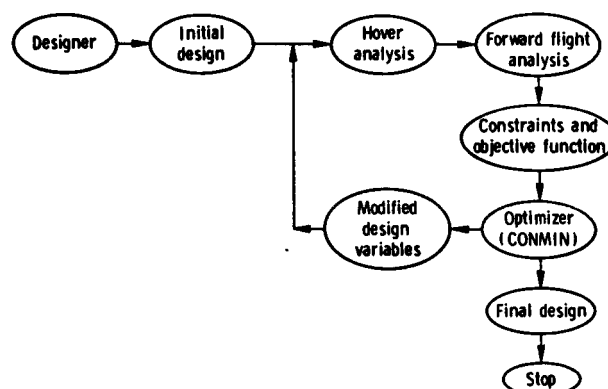 Designer
Initial
design
Hover
analysis
Forward flight
analysis
Constraints and
objective function
Optimizer
(CONMIN)
Modified
design
variables
Final design
Stop